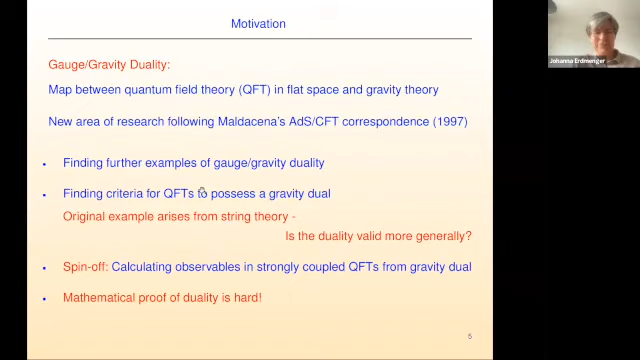 Motivation
Johanna Erdmenger
Gauge/Gravity Duality:
Map between quantum field theory (QFT) in flat space and gravity theory
New area of research following Maldacena's AdS/CFT correspondence (1997)
• Finding further examples of gauge/gravity duality
• Finding criteria for QFTs to possess a gravity dual
Original example arises from string theory -
Is the duality valid more generally?
• Spin-off: Calculating observables in strongly coupled QFTs from gravity dual
• Mathematical proof of duality is hard!
5